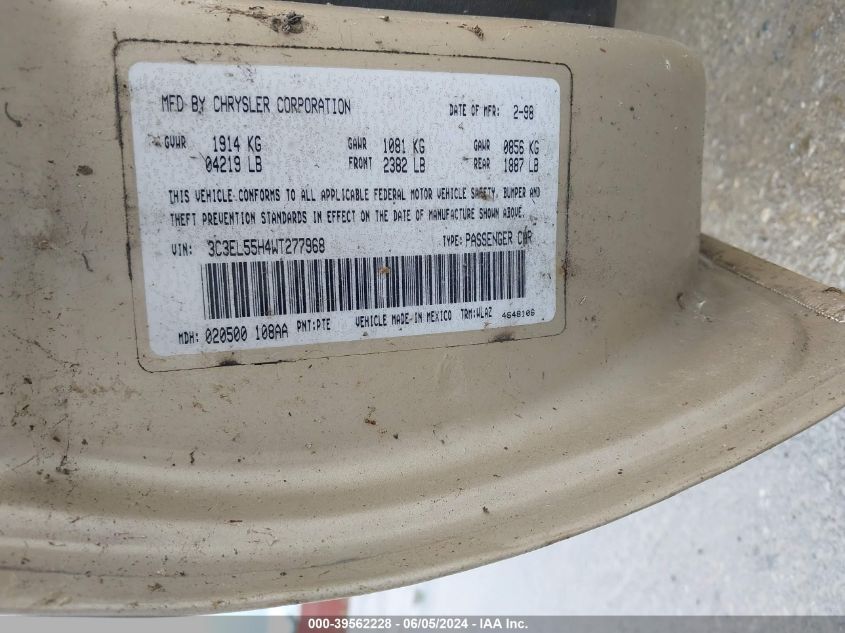 MFD BY CHRYSLER CORPORATION DATE OF MFR: 2-98
GVWR 1914 KG GAWR 1081 KG GAWR 0856 KG
04219 LB FRONT 2382 LB REAR 1887 LB
THIS VEHICLE CONFORMS TO ALL APPLICABLE FEDERAL MOTOR VEHICLE SAFETY, BUMPER AND
THEFT PREVENTION STANDARDS IN EFFECT ON THE DATE OF MANUFACTURE SHOWN ABOVE.
VIN: 3C3EL55H4WT277968 TYPE: PASSENGER CAR
MDH: 020500 108AA PNT:PTE VEHICLE MADE IN MEXICO TRM:WLAZ 4648106
000-39562228 - 06/05/2024 - IAA Inc.